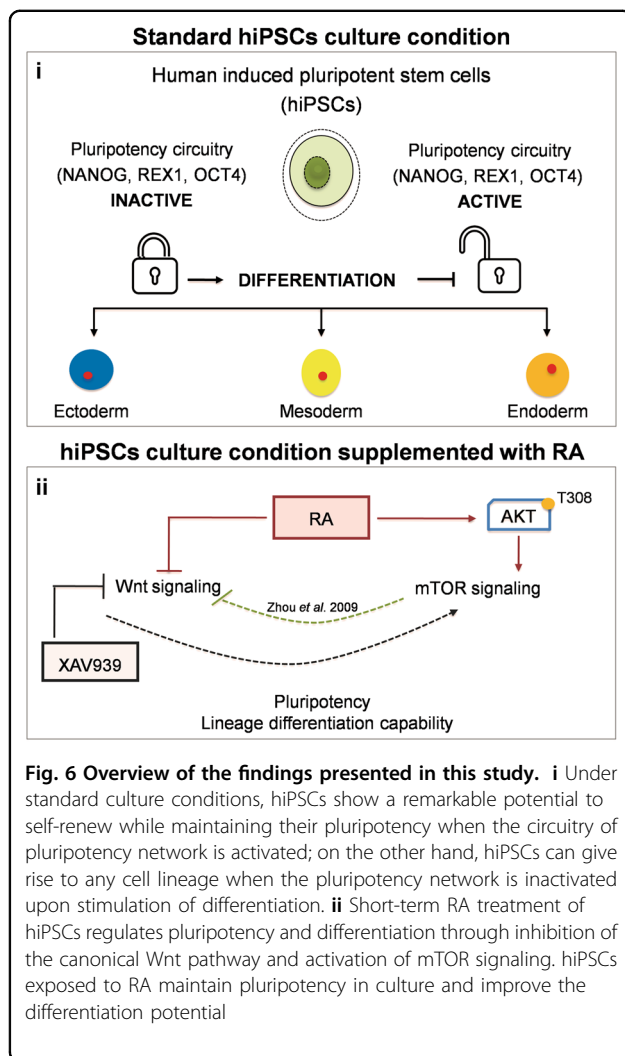 Standard hiPSCs culture condition
i
Human induced pluripotent stem cells
(hiPSCs)
Pluripotency circuitry
(NANOG, REX1, OCT4)
INACTIVE
Pluripotency circuitry
(NANOG, REX1, OCT4)
ACTIVE
DIFFERENTIATION
Ectoderm
Mesoderm
Endoderm
hiPSCs culture condition supplemented with RA
ii
RA
T308
AKT
Wnt signaling
Zhou et al. 2009
mTOR signaling
XAV939
Pluripotency
Lineage differentiation capability
Fig. 6 Overview of the findings presented in this study. i Under
standard culture conditions, hiPSCs show a remarkable potential to
self-renew while maintaining their pluripotency when the circuitry of
pluripotency network is activated; on the other hand, hiPSCs can give
rise to any cell lineage when the pluripotency network is inactivated
upon stimulation of differentiation. ii Short-term RA treatment of
hiPSCs regulates pluripotency and differentiation through inhibition of
the canonical Wnt pathway and activation of mTOR signaling. hiPSCs
exposed to RA maintain pluripotency in culture and improve the
differentiation potential